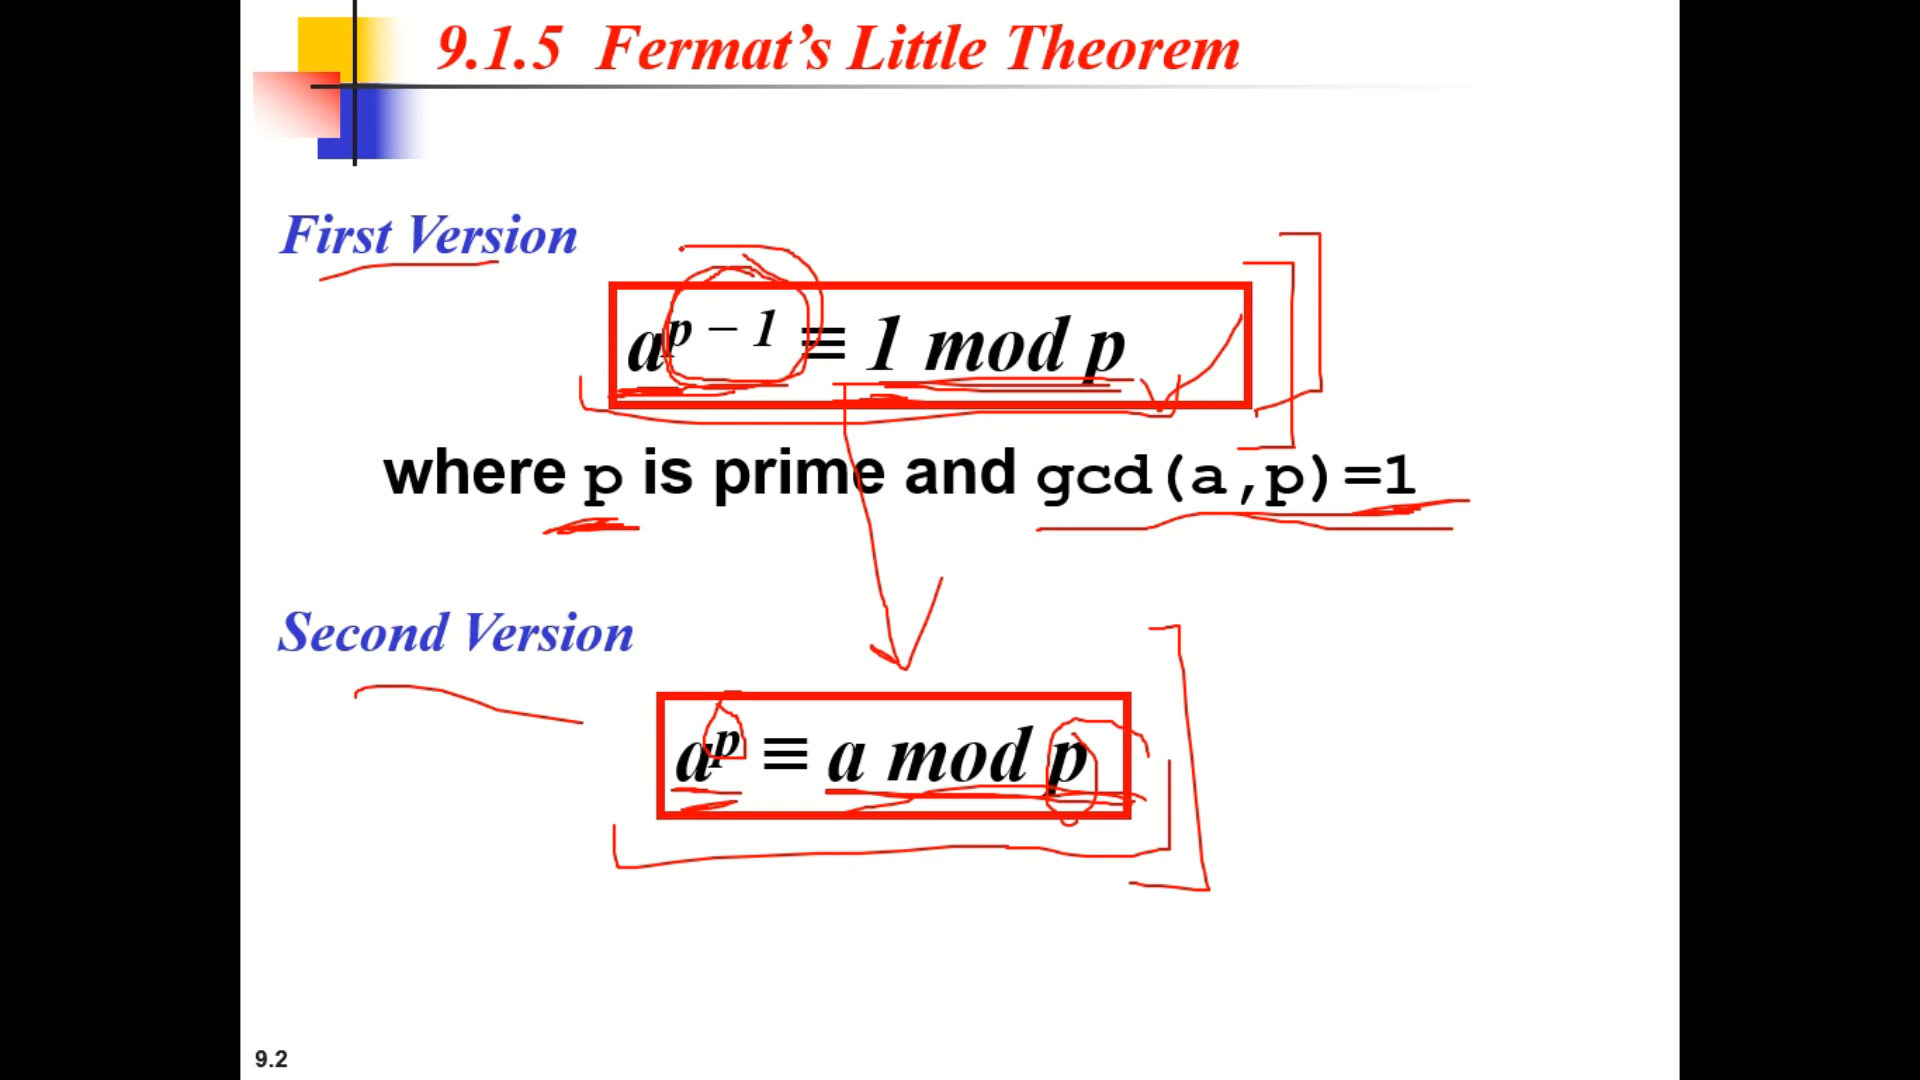 9.1.5 Fermat’s Little Theorem
First Version
a^{p – 1} ≡ 1 mod p
where p is prime and gcd(a,p)=1
Second Version
a^p ≡ a mod p
9.2